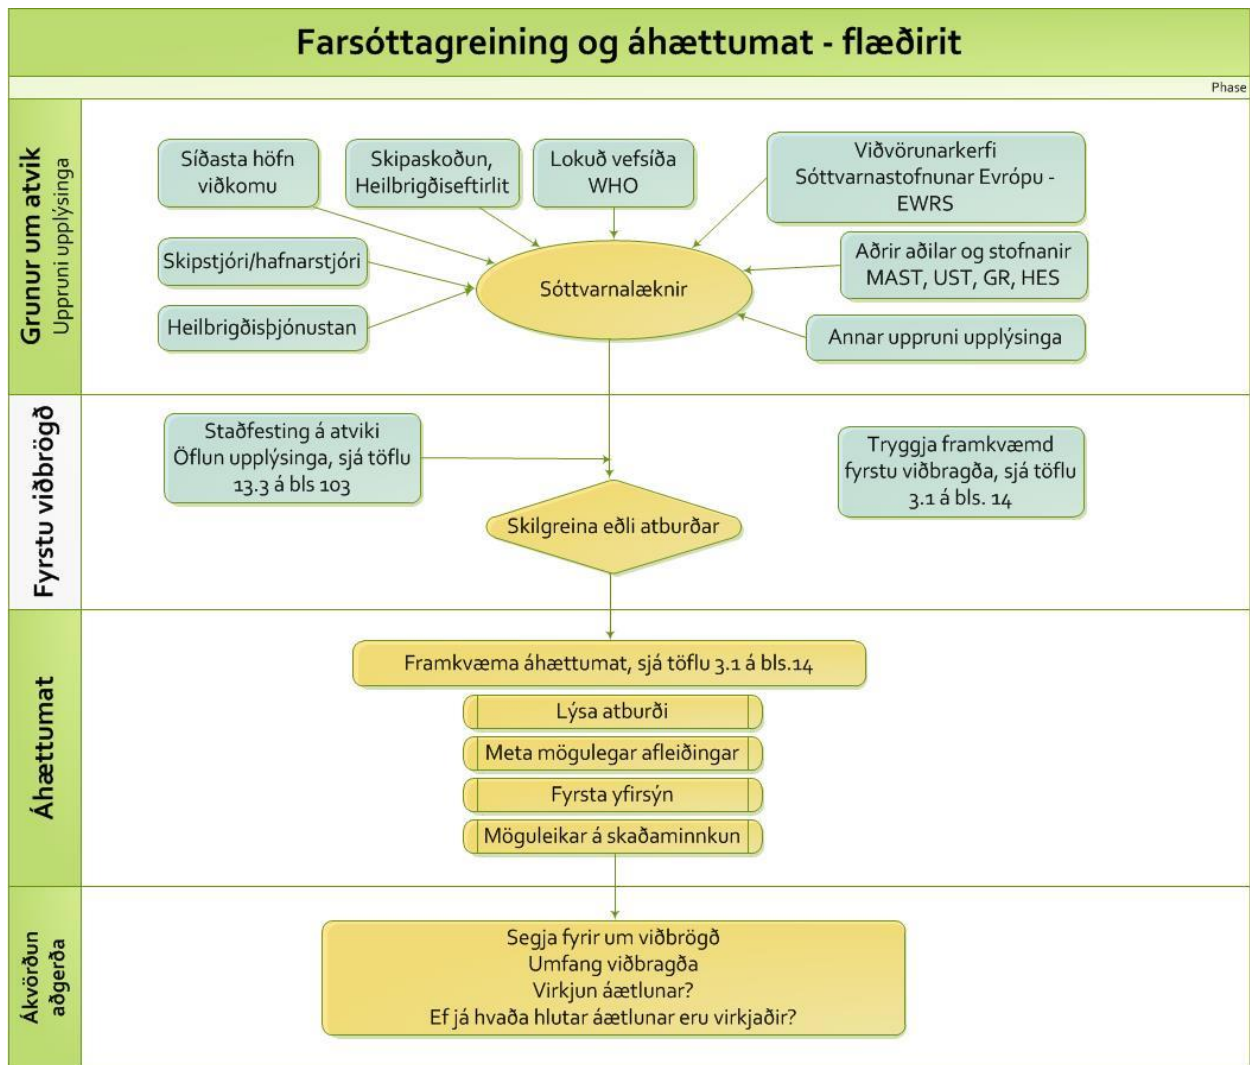 Farsóttagreining og áhættumat - flæðirit
Phase
Grunur um atvik
Uppruni upplýsinga
Síðasta höfn
viðkomu
Skipaskoðun,
Heilbrigðiseftirlit
Lokuð vefsíða
WHO
Viðvörunarkerfi
Sóttvarnastofnunar Evrópu -
EWRS
Skipstjóri/hafnarstjóri
Sóttvarnalæknir
Aðrir aðilar og stofnanir
MAST, UST, GR, HES
Heilbrigðisþjónustan
Annar uppruni upplýsinga
Fyrstu viðbrögð
Staðfesting á atviki
Öflun upplýsinga, sjá töflu
13.3 á bls 103
Tryggja framkvæmd
fyrstu viðbragða, sjá töflu
3.1 á bls. 14
Skilgreina eðli atburðar
Áhættumat
Framkvæma áhættumat, sjá töflu 3.1 á bls.14
Lýsa atburði
Meta mögulegar afleiðingar
Fyrsta yfirsýn
Möguleikar á skaðaminnkun
Ákvörðun
aðgerða
Segja fyrir um viðbrögð
Umfang viðbragða
Virkjun áætlunar?
Ef já hvaða hlutar áætlunar eru virkjaðir?